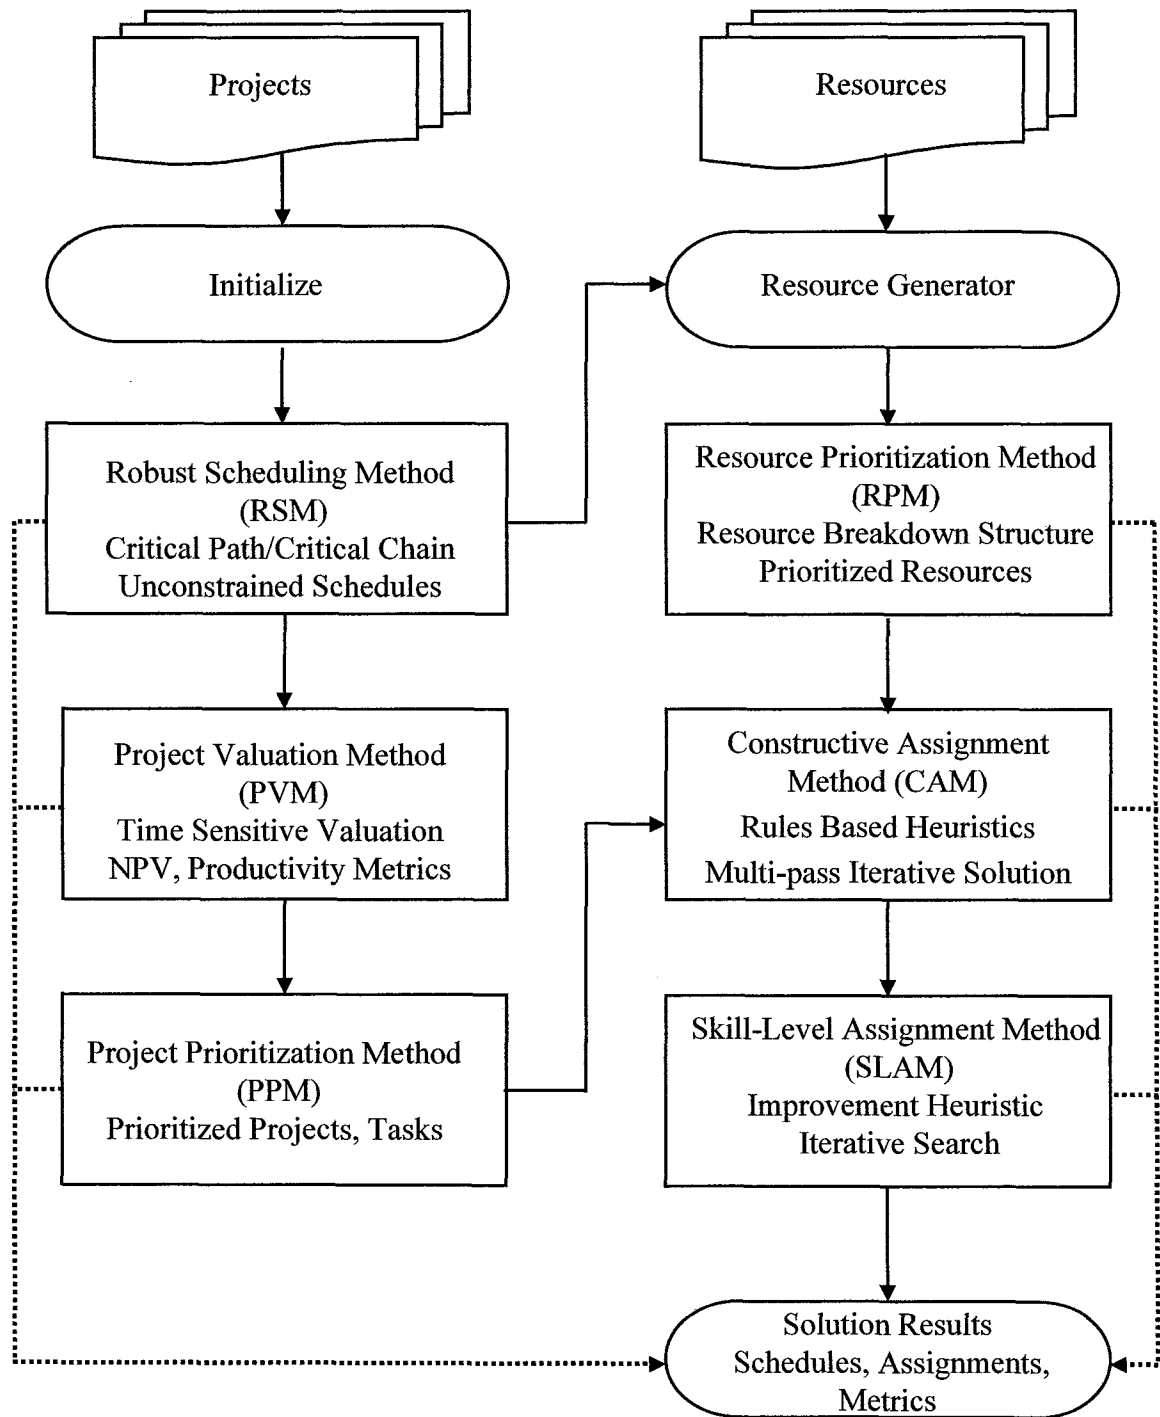 Projects
Resources
Initialize
Resource Generator
Robust Scheduling Method
(RSM)
Critical Path/Critical Chain
Unconstrained Schedules
Resource Prioritization Method
(RPM)
Resource Breakdown Structure
Prioritized Resources
Project Valuation Method
(PVM)
Time Sensitive Valuation
NPV, Productivity Metrics
Constructive Assignment
Method (CAM)
Rules Based Heuristics
Multi-pass Iterative Solution
Project Prioritization Method
(PPM)
Prioritized Projects, Tasks
Skill-Level Assignment Method
(SLAM)
Improvement Heuristic
Iterative Search
Solution Results
Schedules, Assignments,
Metrics